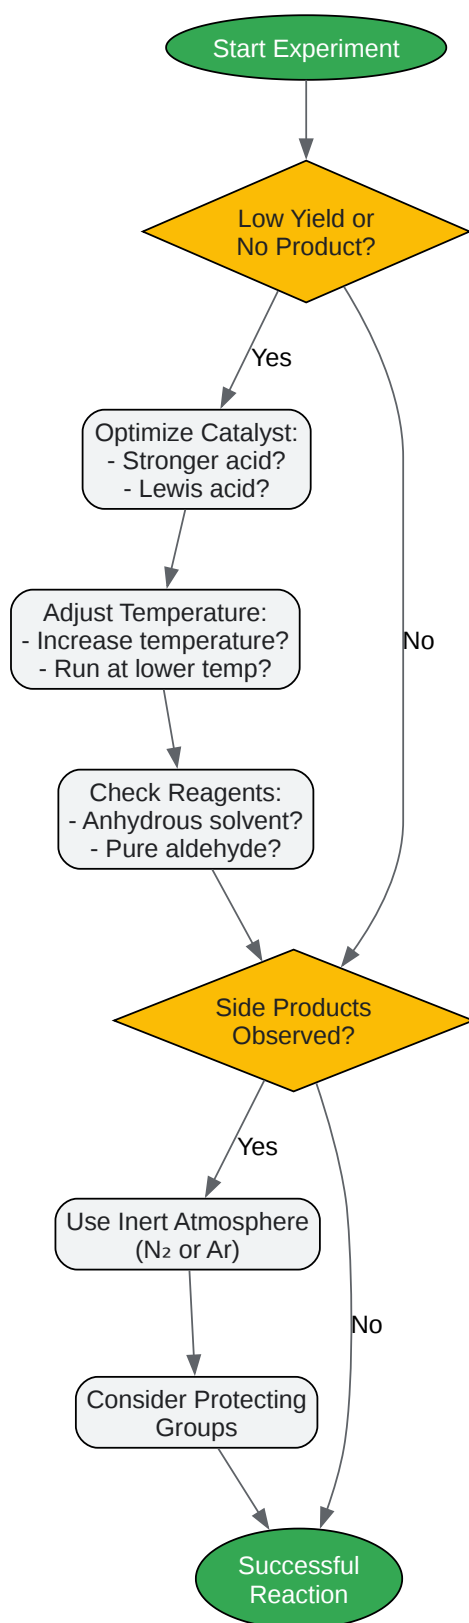 Start Experiment
Low Yield or
No Product?
Yes
Optimize Catalyst:
- Stronger acid?
- Lewis acid?
Adjust Temperature:
- Increase temperature?
- Run at lower temp?
No
Check Reagents:
- Anhydrous solvent?
- Pure aldehyde?
Side Products
Observed?
Yes
Use Inert Atmosphere
(N₂ or Ar)
No
Consider Protecting
Groups
Successful
Reaction